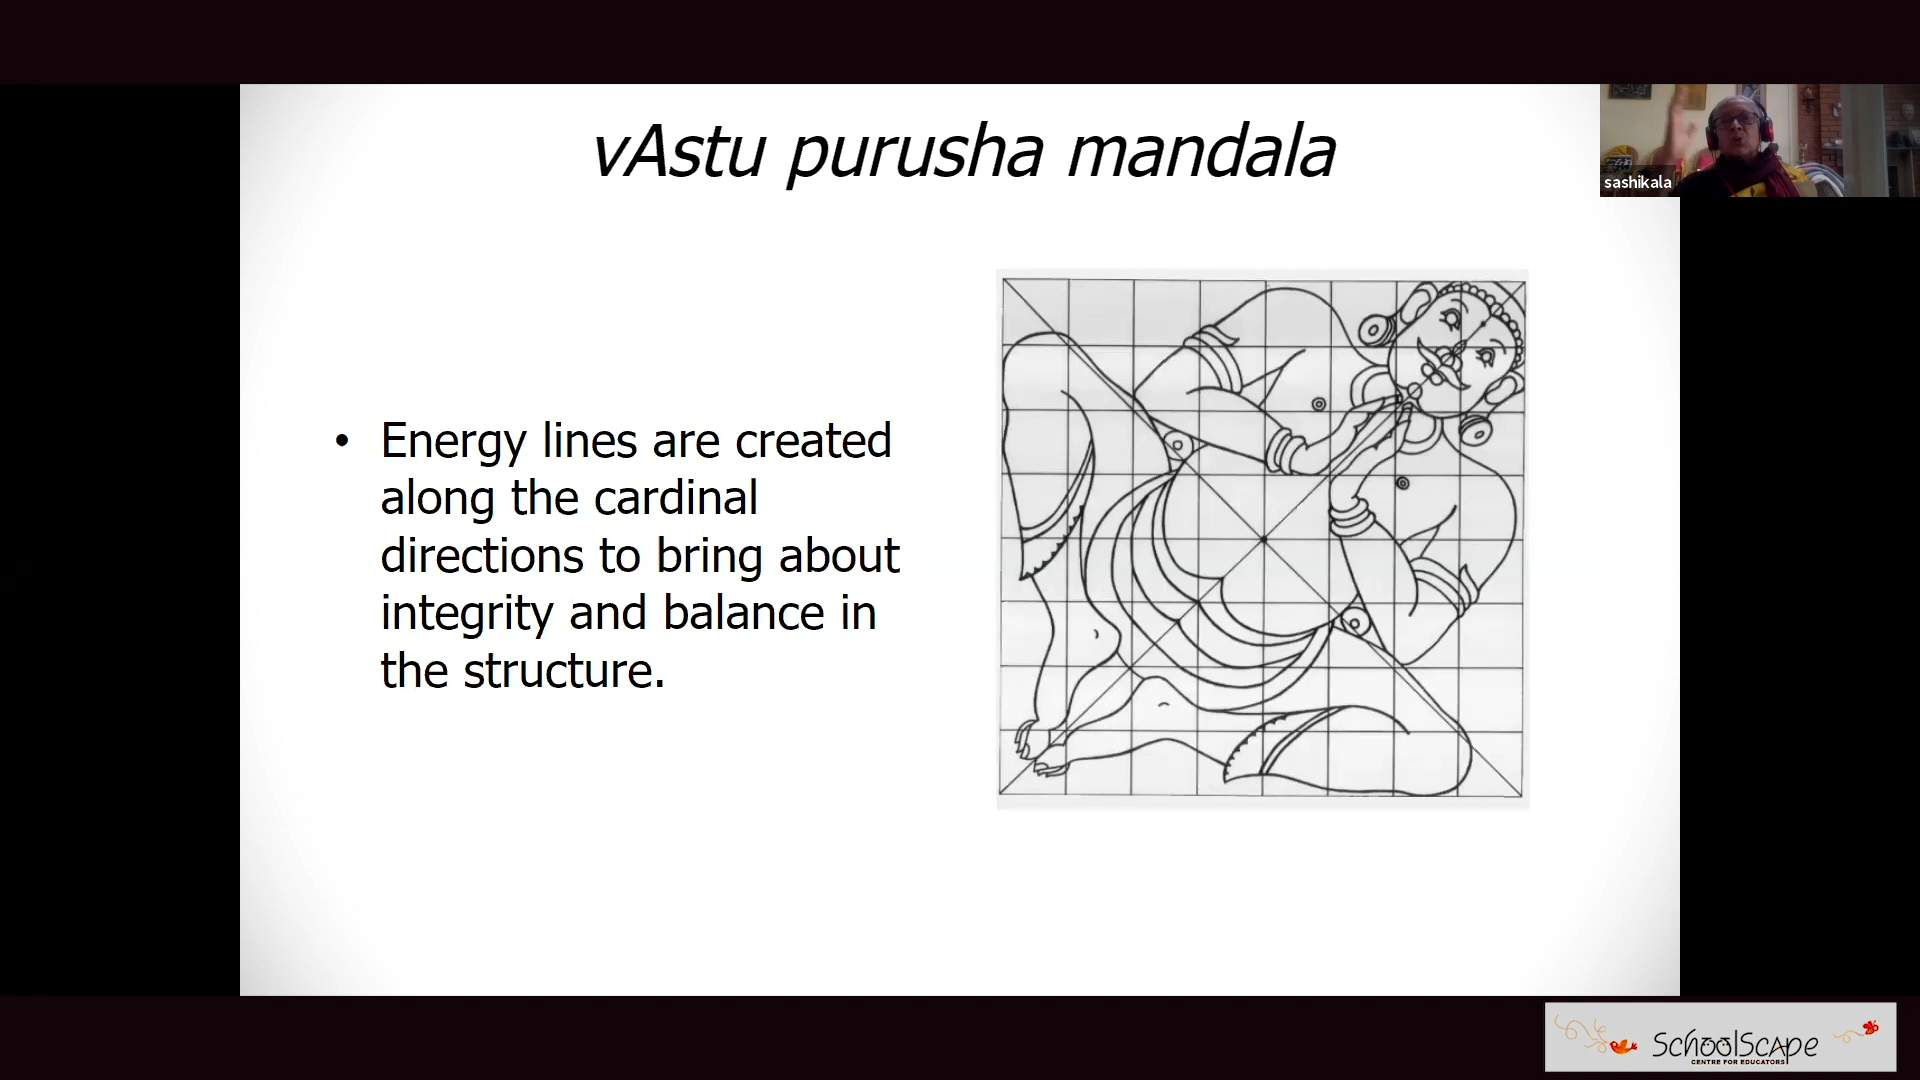 vAstu purusha mandala
sashikala
• Energy lines are created
along the cardinal
directions to bring about
integrity and balance in
the structure.
SchoolScape
CENTRE FOR EDUCATORS